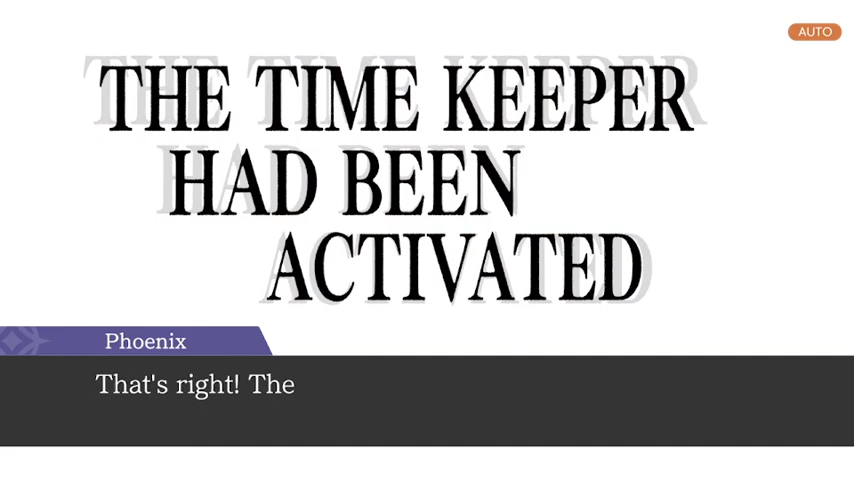 AUTO
THE TIME KEEPER
HAD BEEN
ACTIVATED
Phoenix
That's right! The